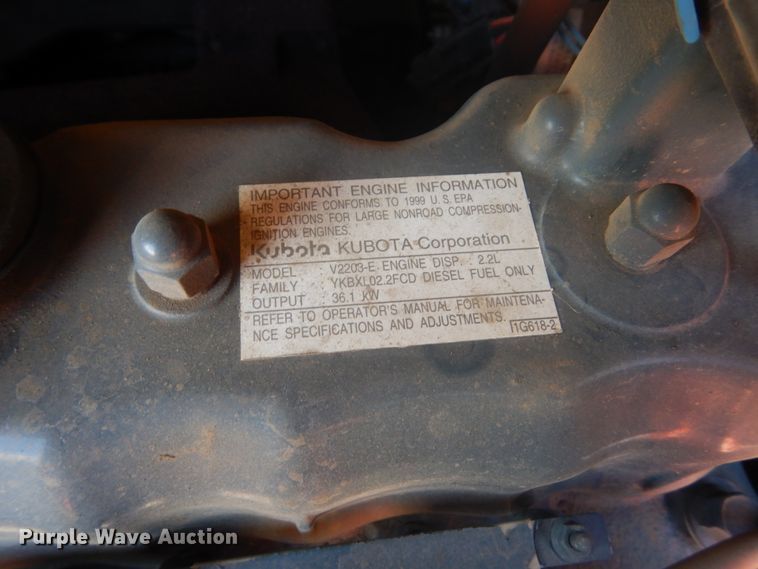 IMPORTANT ENGINE INFORMATION
THIS ENGINE CONFORMS TO 1999 U.S. EPA
REGULATIONS FOR LARGE NONROAD COMPRESSION-
IGNITION ENGINES.
Kubota KUBOTA Corporation
MODEL : V2203-E ENGINE DISP. 2.2L
FAMILY : YKBXL02.2FCD DIESEL FUEL ONLY
OUTPUT : 36.1 KW
REFER TO OPERATOR'S MANUAL FOR MAINTENA-
NCE SPECIFICATIONS AND ADJUSTMENTS.
1G618-2
Purple Wave Auction
purplewave.com